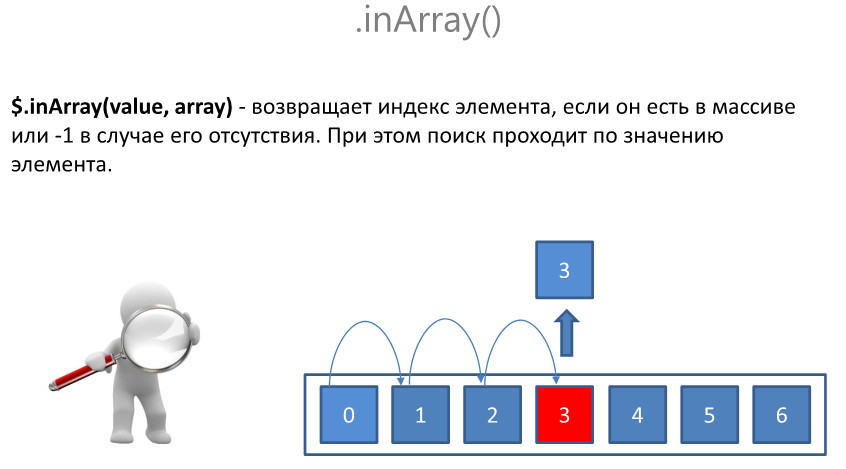 .inArray()
$.inArray(value, array) - возвращает индекс элемента, если он есть в массиве
или -1 в случае его отсутствия. При этом поиск проходит по значению
элемента.
3
0 1 2 3 4 5 6